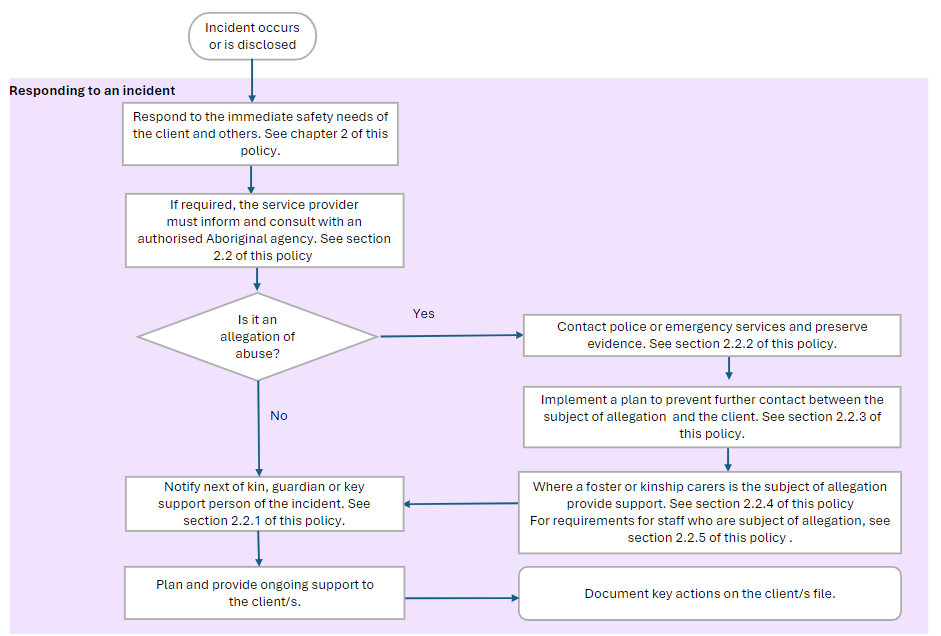 Incident occurs
or is disclosed
Responding to an incident
Respond to the immediate safety needs of
the client and others. See chapter 2 of this
policy.
If required, the service provider
must inform and consult with an
authorised Aboriginal agency. See section
2.2 of this policy
Is it an
allegation of
abuse?
Yes
Contact police or emergency services and preserve
evidence. See section 2.2.2 of this policy.
Implement a plan to prevent further contact between the
subject of allegation  and the client. See section 2.2.3 of
this policy.
No
Where a foster or kinship carers is the subject of allegation
provide support. See section 2.2.4 of this policy
For requirements for staff who are subject of allegation, see
section 2.2.5 of this policy .
Notify next of kin, guardian or key
support person of the incident. See
section 2.2.1 of this policy.
Plan and provide ongoing support to
the client/s.
Document key actions on the client/s file.